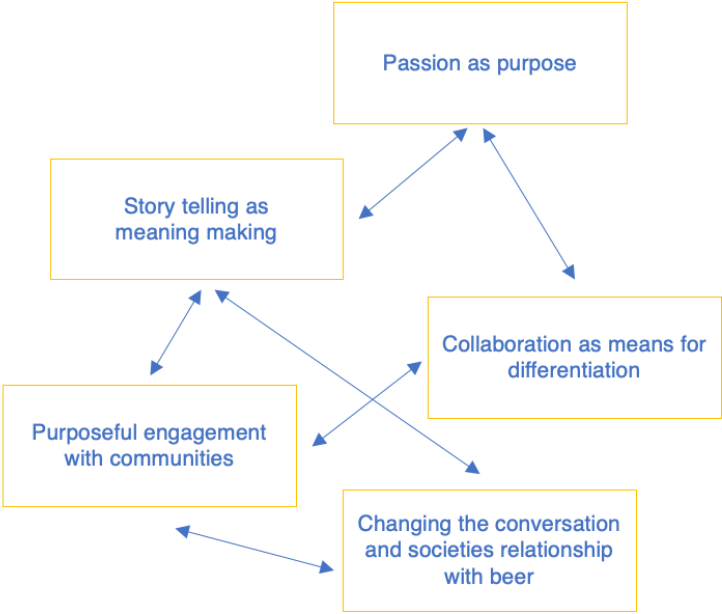 Passion as purpose
Story telling as
meaning making
Collaboration as means for
differentiation
Purposeful engagement
with communities
Changing the conversation
and societies relationship
with beer